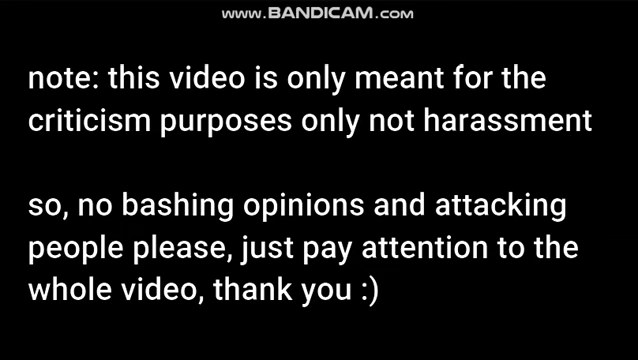 www.BANDICAM.com
note: this video is only meant for the
criticism purposes only not harassment
so, no bashing opinions and attacking
people please, just pay attention to the
whole video, thank you :)